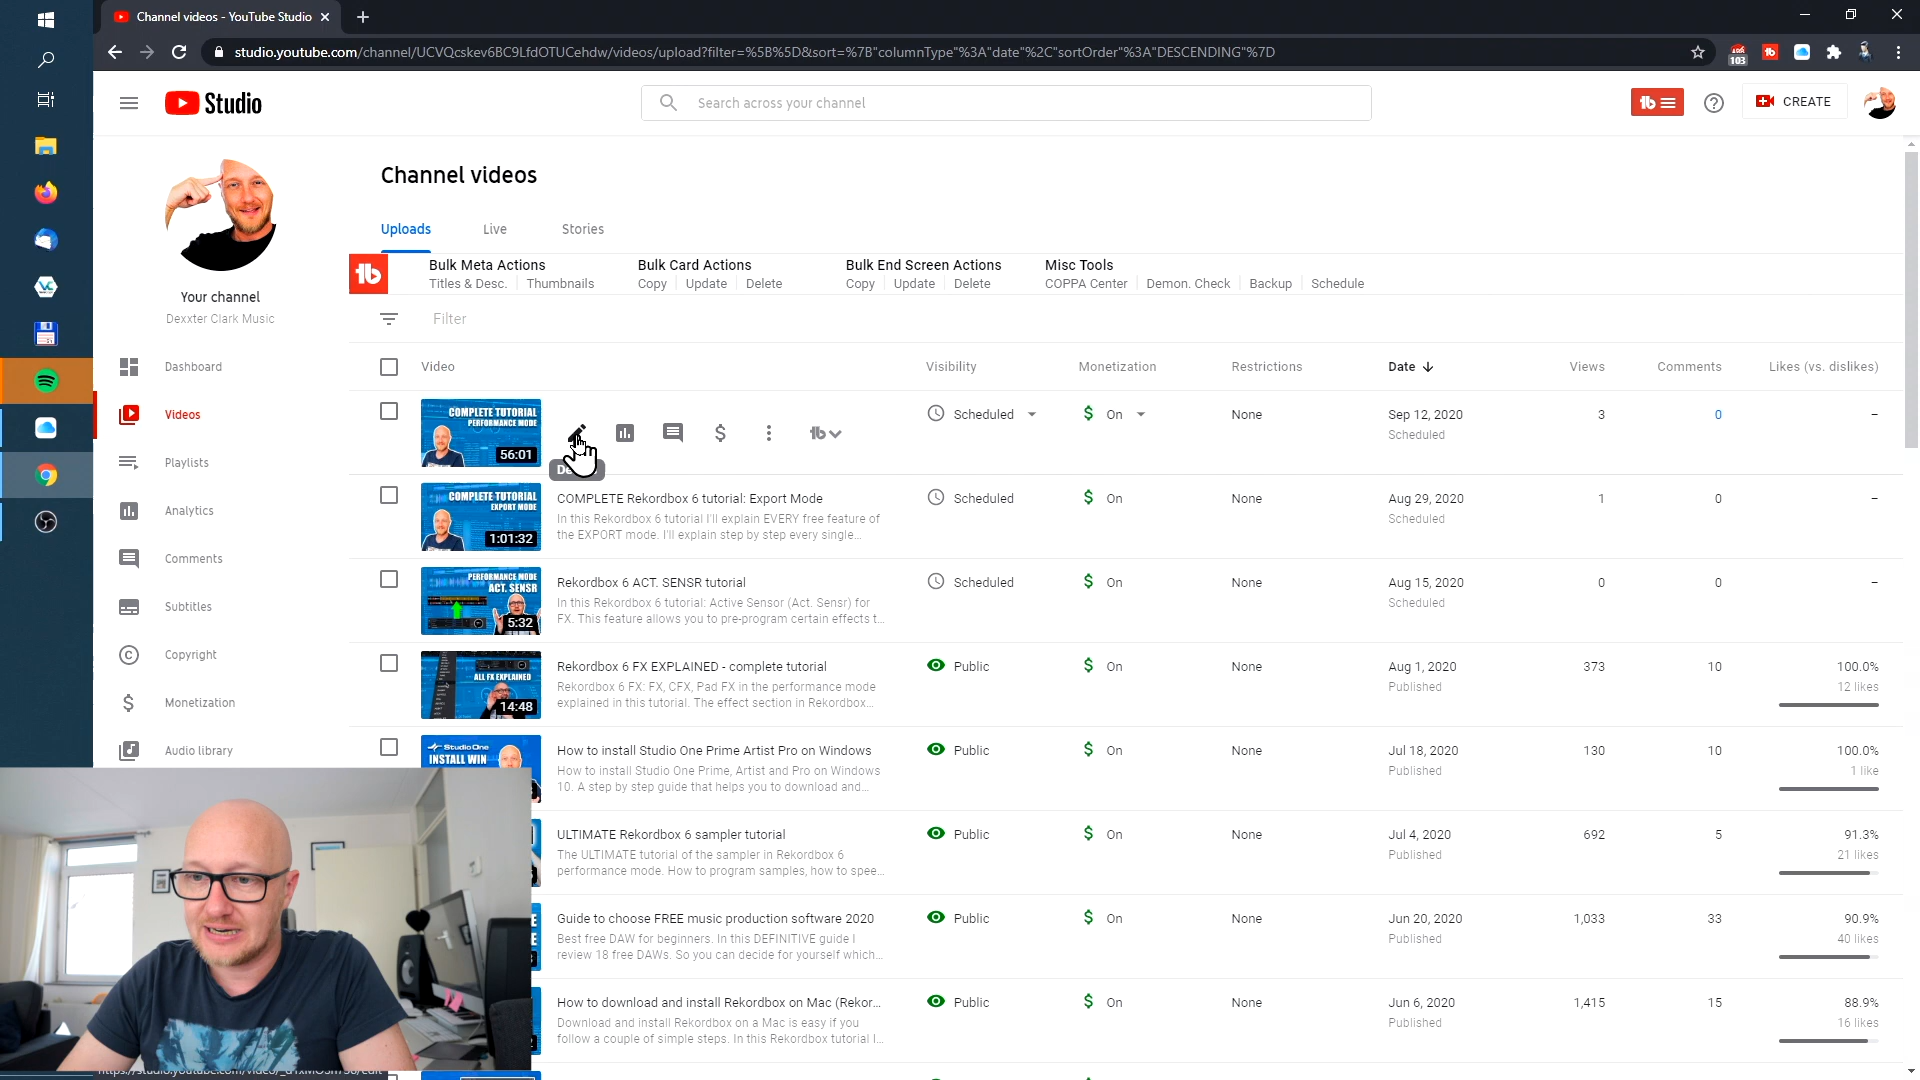 Channel videos - YouTube Studio
studio.youtube.com/channel/UCVQcskev6BC9LfdOTUCehdw/videos/upload?filter=%5B%5D&sort=%7B"columnType"%3A"date"%2C"sortOrder"%3A"DESCENDING"%7D
103
Studio
Search across your channel
CREATE
Channel videos
Uploads Live Stories
Your channel
Dexxter Clark Music
Bulk Meta Actions Bulk Card Actions Bulk End Screen Actions Misc Tools
Titles & Desc. Thumbnails Copy Update Delete Copy Update Delete COPPA Center Demon. Check Backup Schedule
Filter
Video Visibility Monetization Restrictions Date Views Comments Likes (vs. dislikes)
Dashboard
Videos
Playlists
Analytics
Comments
Subtitles
Copyright
Monetization
Audio library
COMPLETE TUTORIAL
PERFORMANCE MODE
56:01
Scheduled On None Sep 12, 2020 3 0 –
Scheduled
COMPLETE TUTORIAL
EXPORT MODE
1:01:32
COMPLETE Rekordbox 6 tutorial: Export Mode
In this Rekordbox 6 tutorial I'll explain EVERY free feature of
the EXPORT mode. I'll explain step by step every single...
Scheduled On None Aug 29, 2020 1 0 –
Scheduled
PERFORMANCE MODE
ACT. SENSR
5:32
Rekordbox 6 ACT. SENSR tutorial
In this Rekordbox 6 tutorial: Active Sensor (Act. Sensr) for
FX. This feature allows you to pre-program certain effects t...
Scheduled On None Aug 15, 2020 0 0 –
Scheduled
ALL FX EXPLAINED
14:48
Rekordbox 6 FX EXPLAINED - complete tutorial
Rekordbox 6 FX: FX, CFX, Pad FX in the performance mode
explained in this tutorial. The effect section in Rekordbox...
Public On None Aug 1, 2020 373 10 100.0%
Published 12 likes
Studio One
INSTALL WIN
How to install Studio One Prime Artist Pro on Windows
How to install Studio One Prime, Artist and Pro on Windows
10. A step by step guide that helps you to download and...
Public On None Jul 18, 2020 130 10 100.0%
Published 1 like
ULTIMATE Rekordbox 6 sampler tutorial
The ULTIMATE tutorial of the sampler in Rekordbox 6
performance mode. How to program samples, how to spee...
Public On None Jul 4, 2020 692 5 91.3%
Published 21 likes
Guide to choose FREE music production software 2020
Best free DAW for beginners. In this DEFINITIVE guide I
review 18 free DAWs. So you can decide for yourself which...
Public On None Jun 20, 2020 1,033 33 90.9%
Published 40 likes
How to download and install Rekordbox on Mac (Rekor...
Download and install Rekordbox on a Mac is easy if you
follow a couple of simple steps. In this Rekordbox tutorial I...
Public On None Jun 6, 2020 1,415 15 88.9%
Published 16 likes